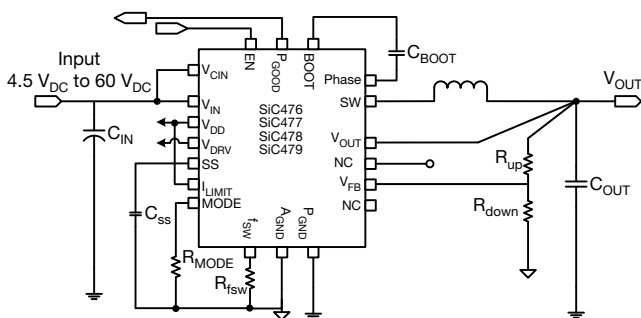 Input
4.5 VDC to 60 VDC
EN
PGOOD
BOOT
CBOOT
VCIN
Phase
VIN
SiC476
SiC477
SiC478
SiC479
SW
VOUT
CIN
VDD
VDRV
VOUT
SS
NC
Rup
ILIMIT
VFB
COUT
MODE
NC
Rdown
Css
fSW
AGND
PGND
RMODE
Rfsw